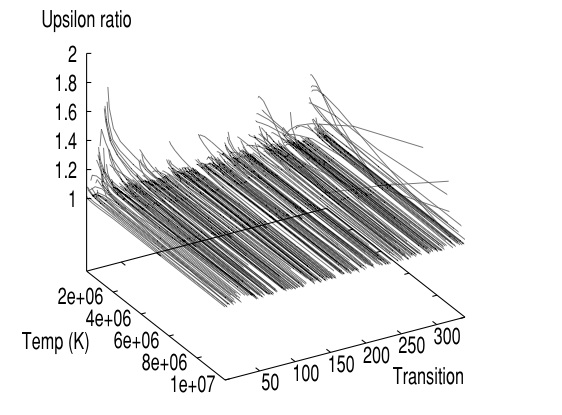 Upsilon ratio
2
1.8
1.6
1.4
1.2
1
2e+06
4e+06
Temp (K)
6e+06
8e+06
1e+07
50
100
150
200
250
300
Transition